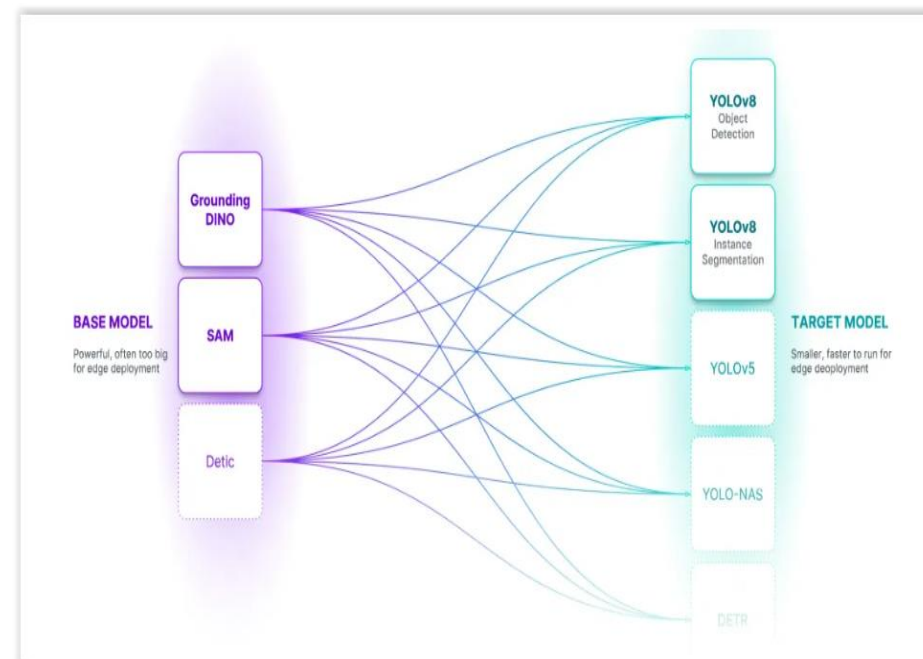 BASE MODEL
Powerful, often too big
for edge deployment
Grounding
DINO
SAM
Detic
YOLOv8
Object
Detection
YOLOv8
Instance
Segmentation
YOLOv5
YOLO-NAS
DETR
TARGET MODEL
Smaller, faster to run for
edge deoployment